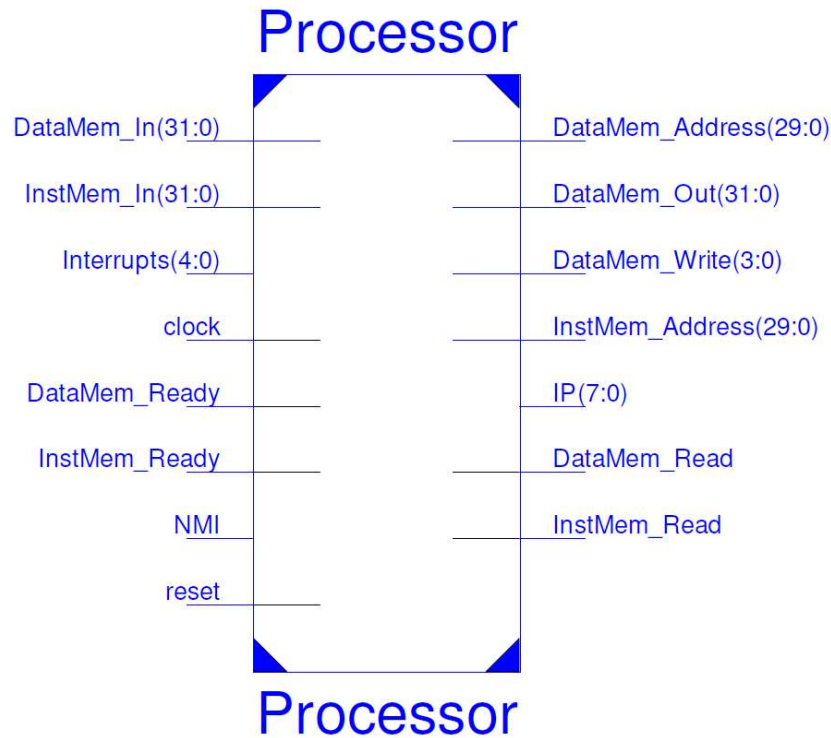 Processor
DataMem_In(31:0)
InstMem_In(31:0)
Interrupts(4:0)
clock
DataMem_Ready
InstMem_Ready
NMI
reset
DataMem_Address(29:0)
DataMem_Out(31:0)
DataMem_Write(3:0)
InstMem_Address(29:0)
IP(7:0)
DataMem_Read
InstMem_Read
Processor